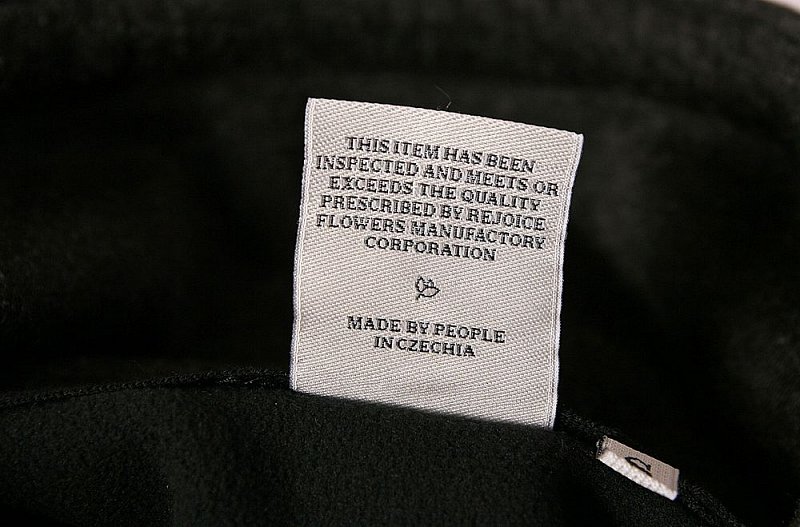 THIS ITEM HAS BEEN
INSPECTED AND MEETS OR
EXCEEDS THE QUALITY
PRESCRIBED BY REJOICE
FLOWERS MANUFACTORY
CORPORATION
MADE BY PEOPLE
IN CZECHIA